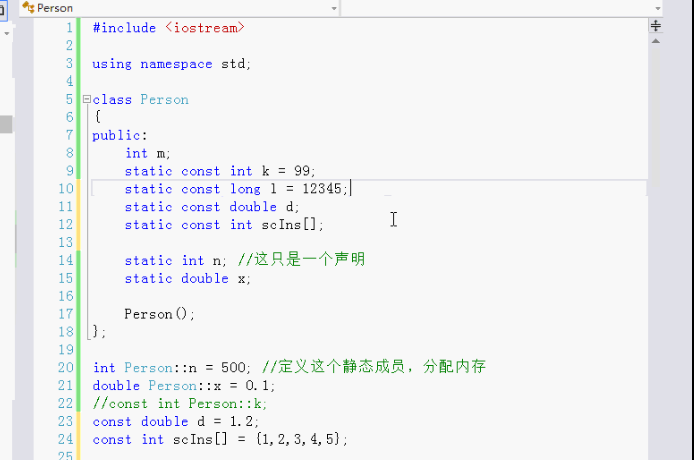 Person
1 #include <iostream>
2
3 using namespace std;
4
5 class Person
6 {
7 public:
8 int m;
9 static const int k = 99;
10 static const long l = 12345;
11 static const double d;
12 static const int scIns[];
13
14 static int n; //这只是一个声明
15 static double x;
16
17 Person();
18 };
19
20 int Person::n = 500; //定义这个静态成员，分配内存
21 double Person::x = 0.1;
22 //const int Person::k;
23 const double d = 1.2;
24 const int scIns[] = {1,2,3,4,5};
25